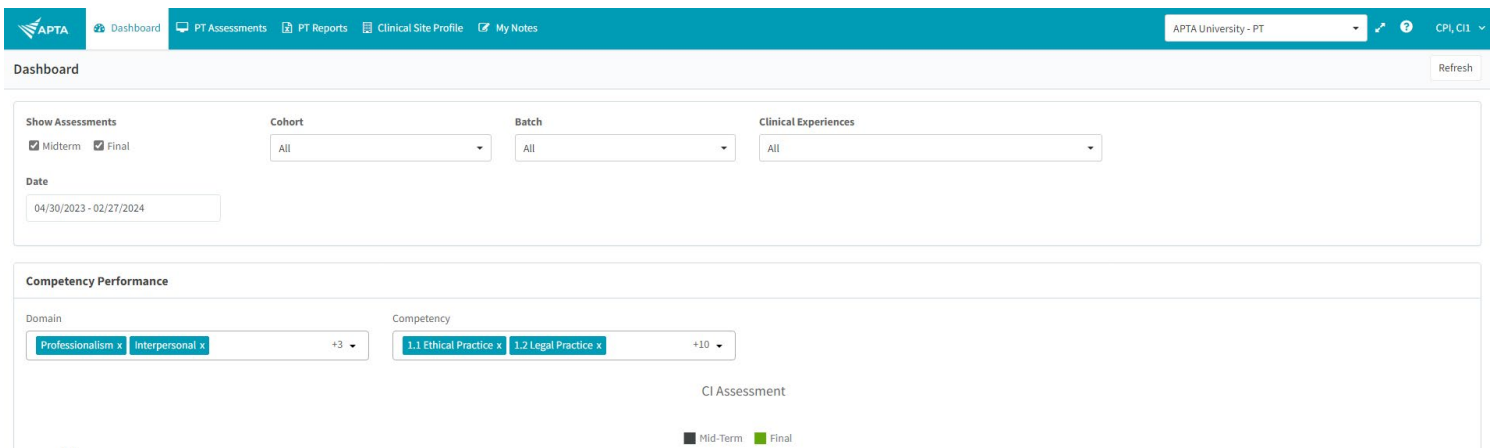 APTA Dashboard PT Assessments PT Reports Clinical Site Profile My Notes APTA University - PT CPI, CI1
Dashboard Refresh
Show Assessments Cohort Batch Clinical Experiences
Midterm Final All All All
Date
04/30/2023 - 02/27/2024
Competency Performance
Domain Competency
Professionalism x Interpersonal x +3 1.1 Ethical Practice x 1.2 Legal Practice x +10
CI Assessment
Mid-Term Final